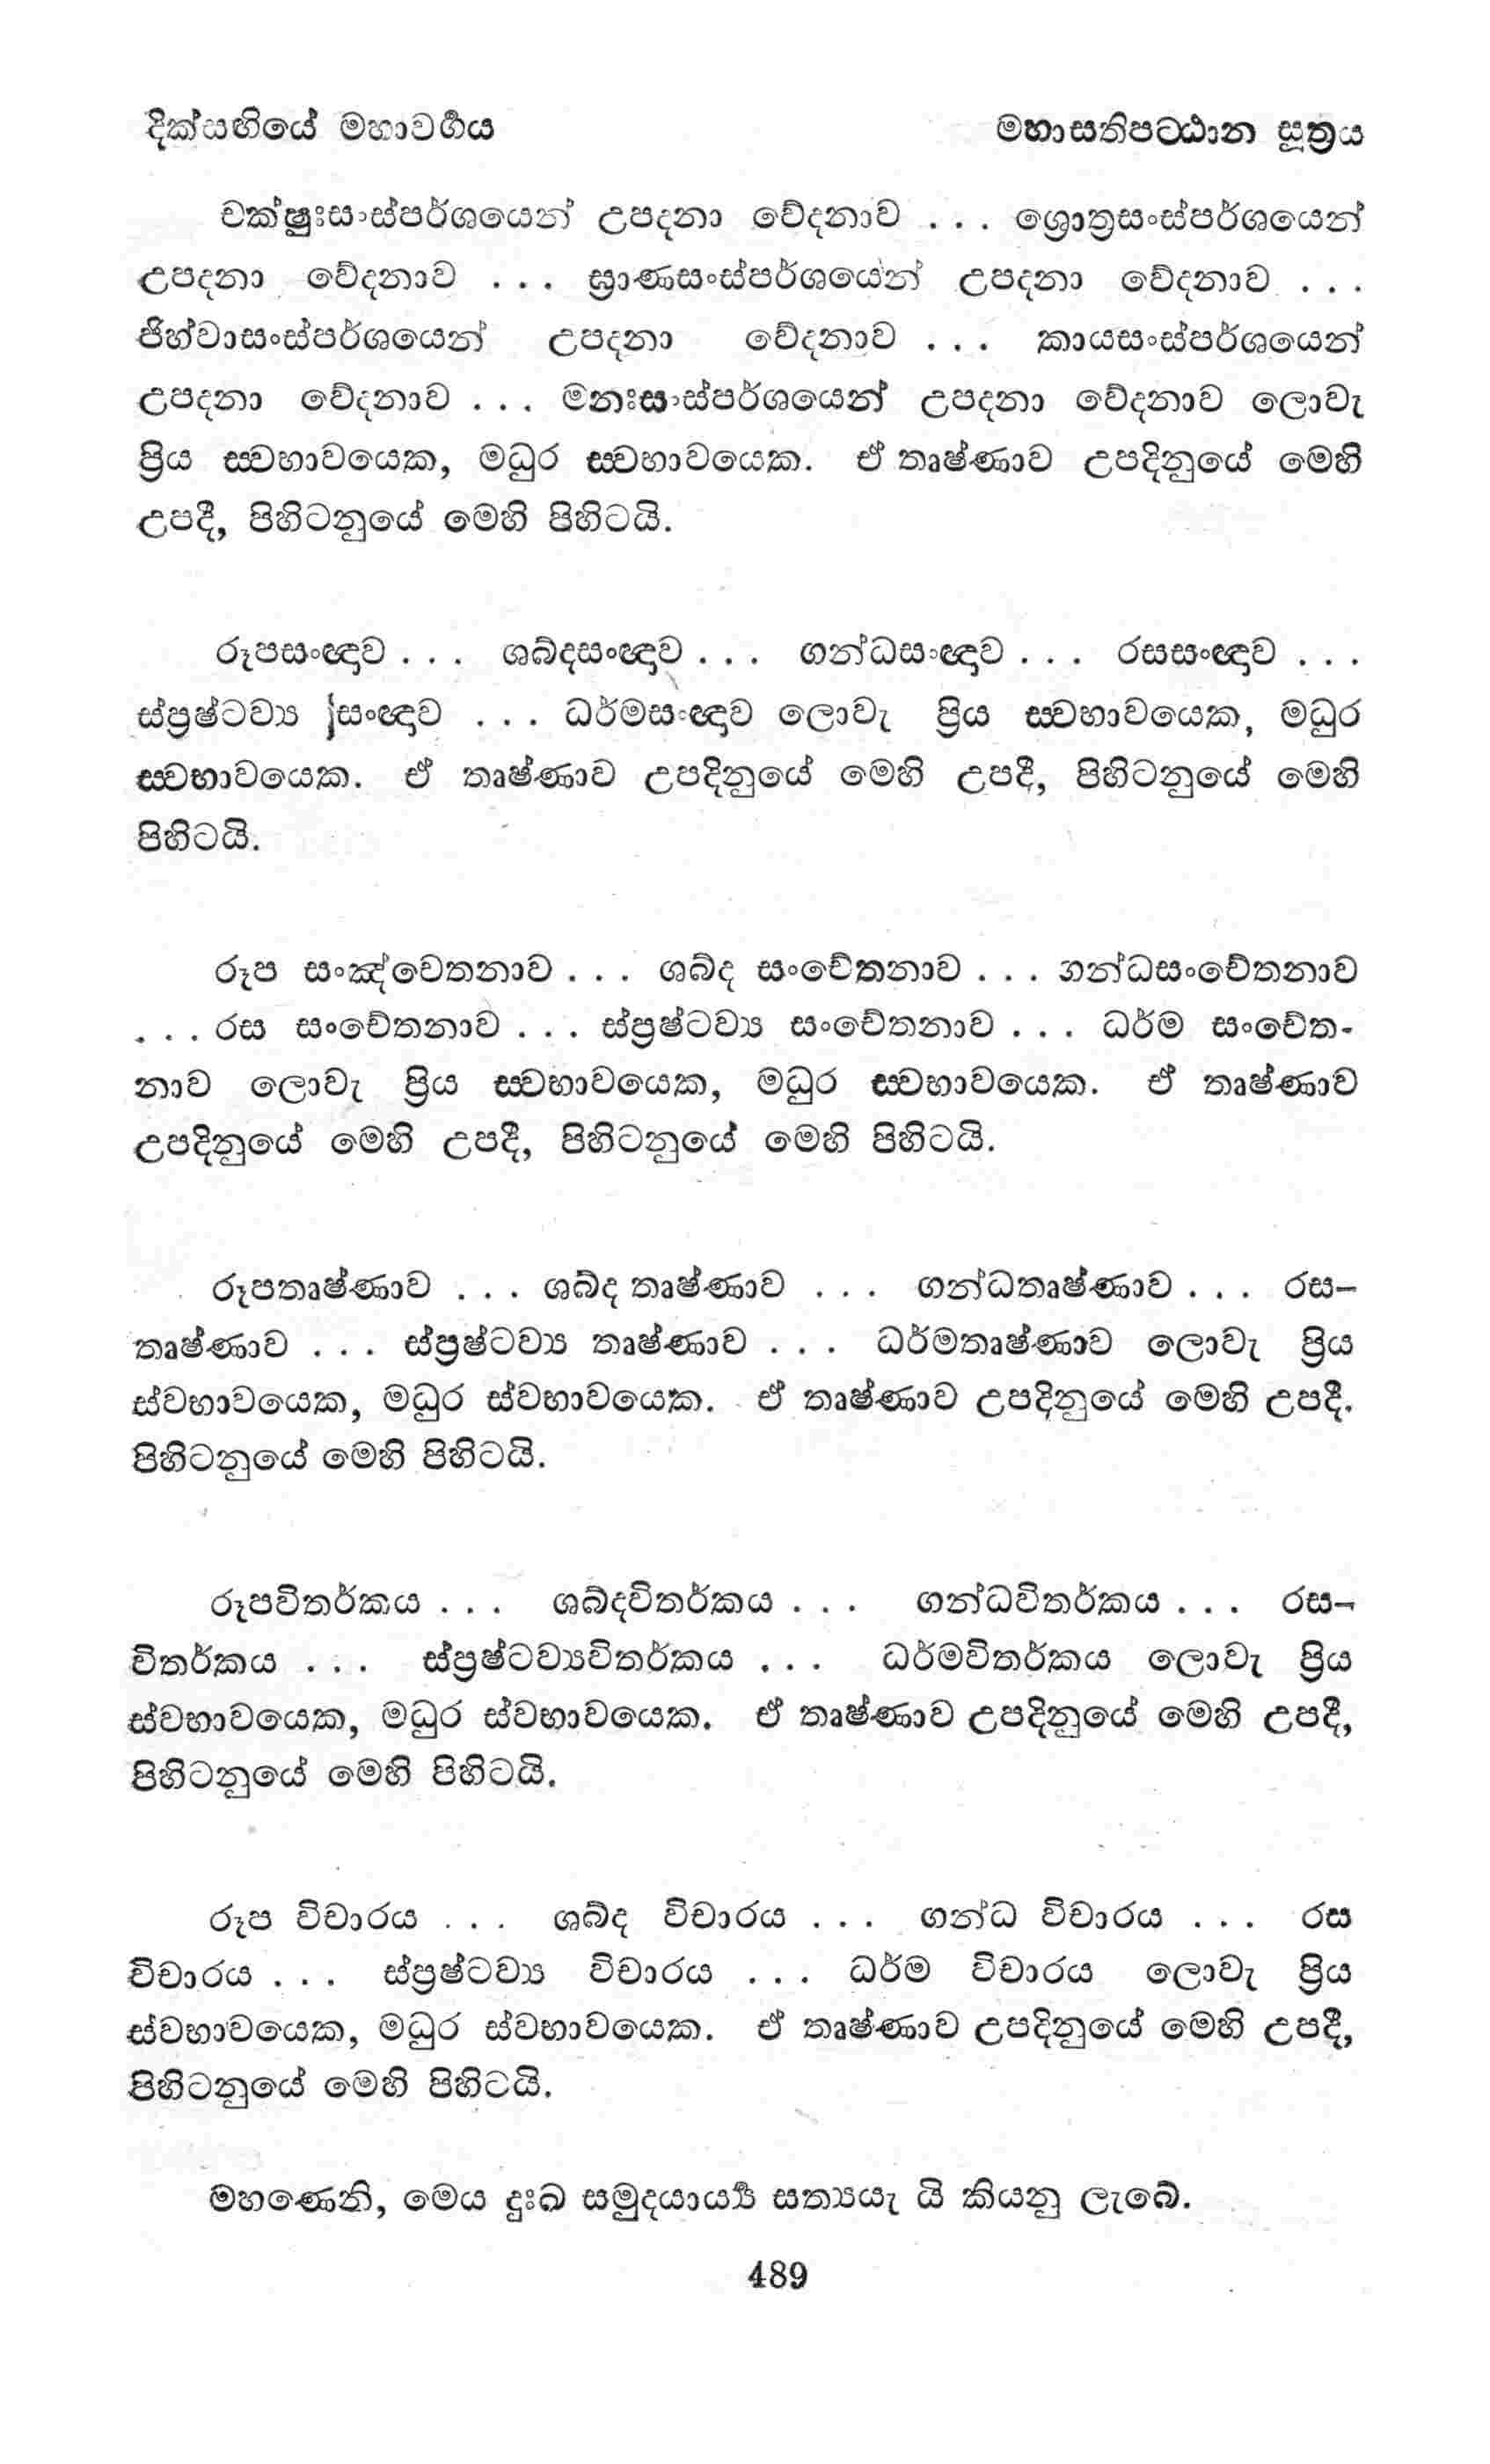 දික්සඟියේ මහාවර්‍ගය
මහාසතිපට්ඨාන සූත්‍රය
චක්ෂුඃසංස්පර්ශයෙන් උපදනා වේදනාව . . . ශ්‍රොත්‍රසංස්පර්ශයෙන්
උපදනා වේදනාව . . . ඝ්‍රාණසංස්පර්ශයෙන් උපදනා වේදනාව . . .
ජිහ්වාසංස්පර්ශයෙන් උපදනා වේදනාව . . . කායසංස්පර්ශයෙන්
උපදනා වේදනාව . . . මනඃසංස්පර්ශයෙන් උපදනා වේදනාව ලොවැ
ප්‍රිය ස්වභාවයෙක, මධුර ස්වභාවයෙක. ඒ තෘෂ්ණාව උපදිනුයේ මෙහි
උපදී, පිහිටනුයේ මෙහි පිහිටයි.
රූපසංඥාව . . . ශබ්දසංඥාව . . . ගන්ධසංඥාව . . . රසසංඥාව . . .
ස්ප්‍රෂ්ටව්‍ය සංඥාව . . . ධර්මසංඥාව ලොවැ ප්‍රිය ස්වභාවයෙක, මධුර
ස්වභාවයෙක. ඒ තෘෂ්ණාව උපදිනුයේ මෙහි උපදී, පිහිටනුයේ මෙහි
පිහිටයි.
රූප සංඤ්චෙතනාව . . . ශබ්ද සංචේතනාව . . . ගන්ධසංචේතනාව
. . . රස සංචේතනාව . . . ස්ප්‍රෂ්ටව්‍ය සංචේතනාව . . . ධර්ම සංචේත-
නාව ලොවැ ප්‍රිය ස්වභාවයෙක, මධුර ස්වභාවයෙක. ඒ තෘෂ්ණාව
උපදිනුයේ මෙහි උපදී, පිහිටනුයේ මෙහි පිහිටයි.
රූපතෘෂ්ණාව . . . ශබ්ද තෘෂ්ණාව . . . ගන්ධතෘෂ්ණාව . . . රස-
තෘෂ්ණාව . . . ස්ප්‍රෂ්ටව්‍ය තෘෂ්ණාව . . . ධර්මතෘෂ්ණාව ලොවැ ප්‍රිය
ස්වභාවයෙක, මධුර ස්වභාවයෙක. ඒ තෘෂ්ණාව උපදිනුයේ මෙහි උපදී.
පිහිටනුයේ මෙහි පිහිටයි.
රූපවිතර්කය . . . ශබ්දවිතර්කය . . . ගන්ධවිතර්කය . . . රස-
විතර්කය . . . ස්ප්‍රෂ්ටව්‍යවිතර්කය . . . ධර්මවිතර්කය ලොවැ ප්‍රිය
ස්වභාවයෙක, මධුර ස්වභාවයෙක. ඒ තෘෂ්ණාව උපදිනුයේ මෙහි උපදී,
පිහිටනුයේ මෙහි පිහිටයි.
රූප විචාරය . . . ශබ්ද විචාරය . . . ගන්ධ විචාරය . . . රස
විචාරය . . . ස්ප්‍රෂ්ටව්‍ය විචාරය . . . ධර්ම විචාරය ලොවැ ප්‍රිය
ස්වභාවයෙක, මධුර ස්වභාවයෙක. ඒ තෘෂ්ණාව උපදිනුයේ මෙහි උපදී,
පිහිටනුයේ මෙහි පිහිටයි.
මහණෙනි, මෙය දුඃඛ සමුදයාර්‍ය්‍ය සත්‍යයැ යි කියනු ලැබේ.
489